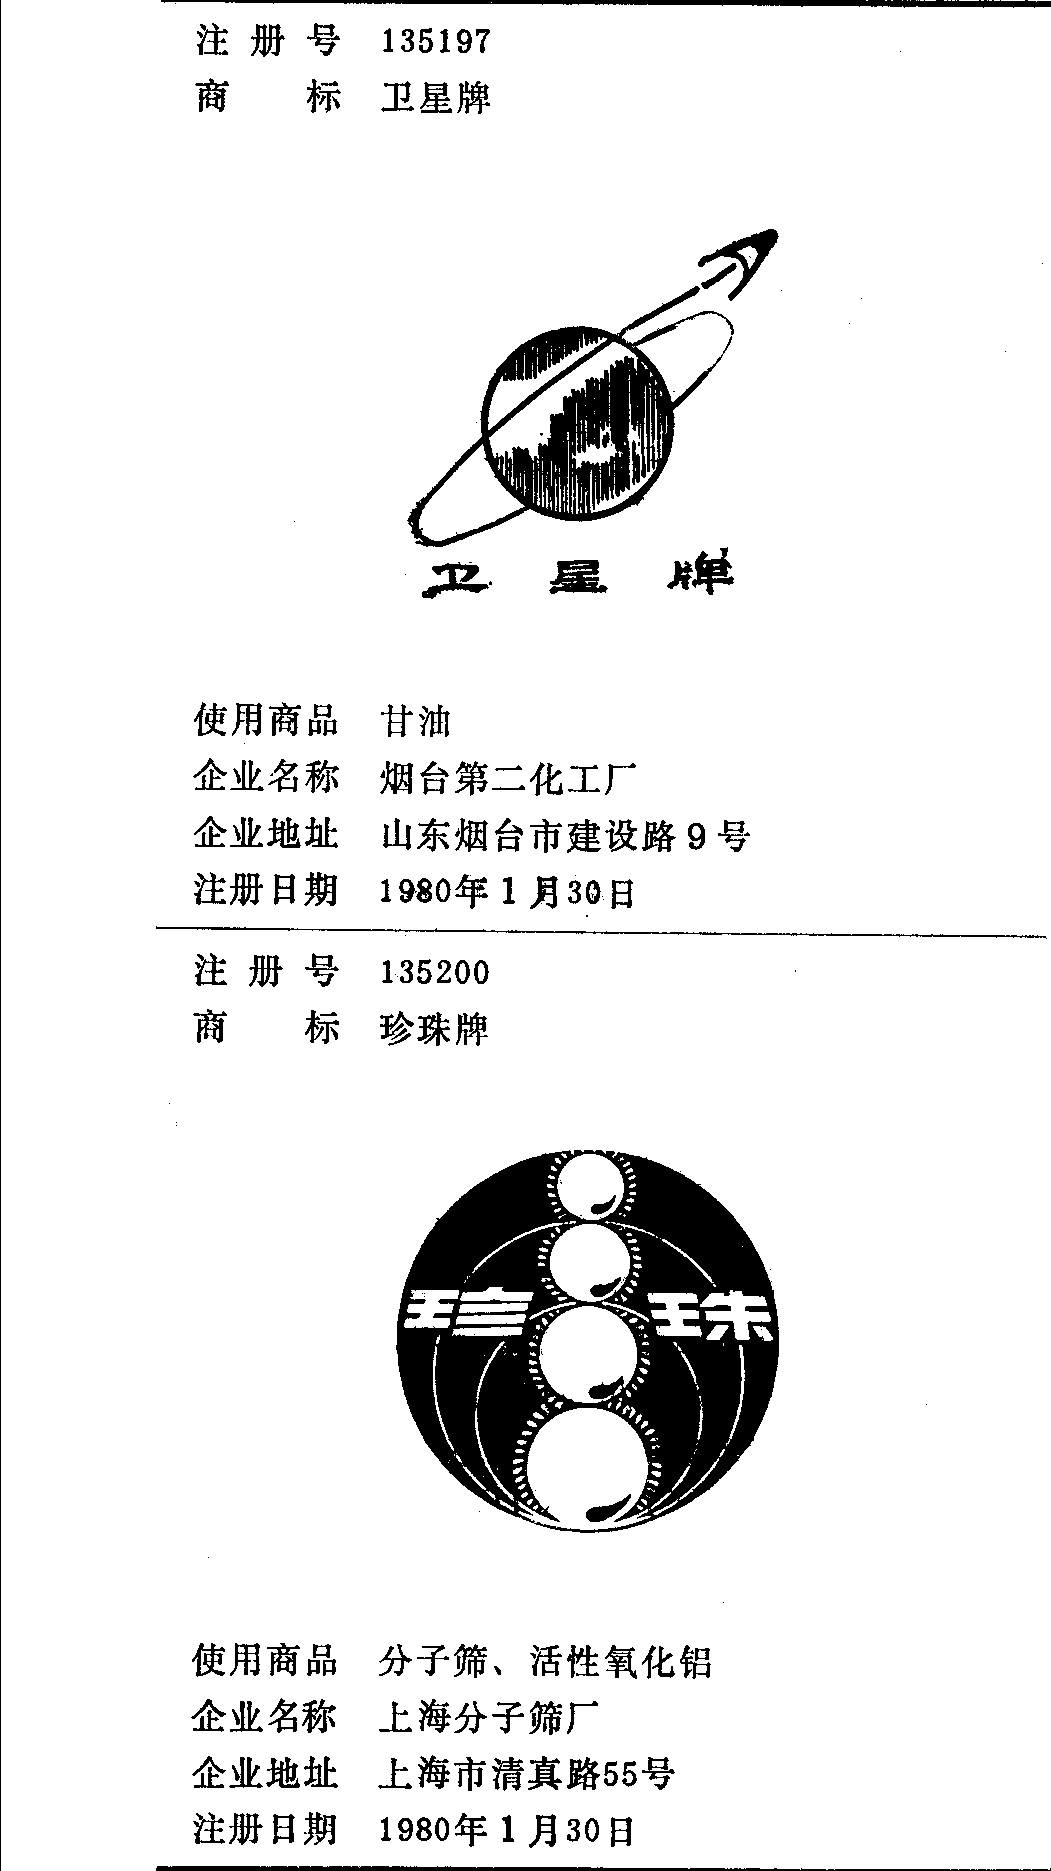 注册号 135197
商标 卫星牌
卫星牌
使用商品 甘油
企业名称 烟台第二化工厂
企业地址 山东烟台市建设路9号
注册日期 1980年1月30日
注册号 135200
商标 珍珠牌
珍珠
使用商品 分子筛、活性氧化铝
企业名称 上海分子筛厂
企业地址 上海市清真路55号
注册日期 1980年1月30日